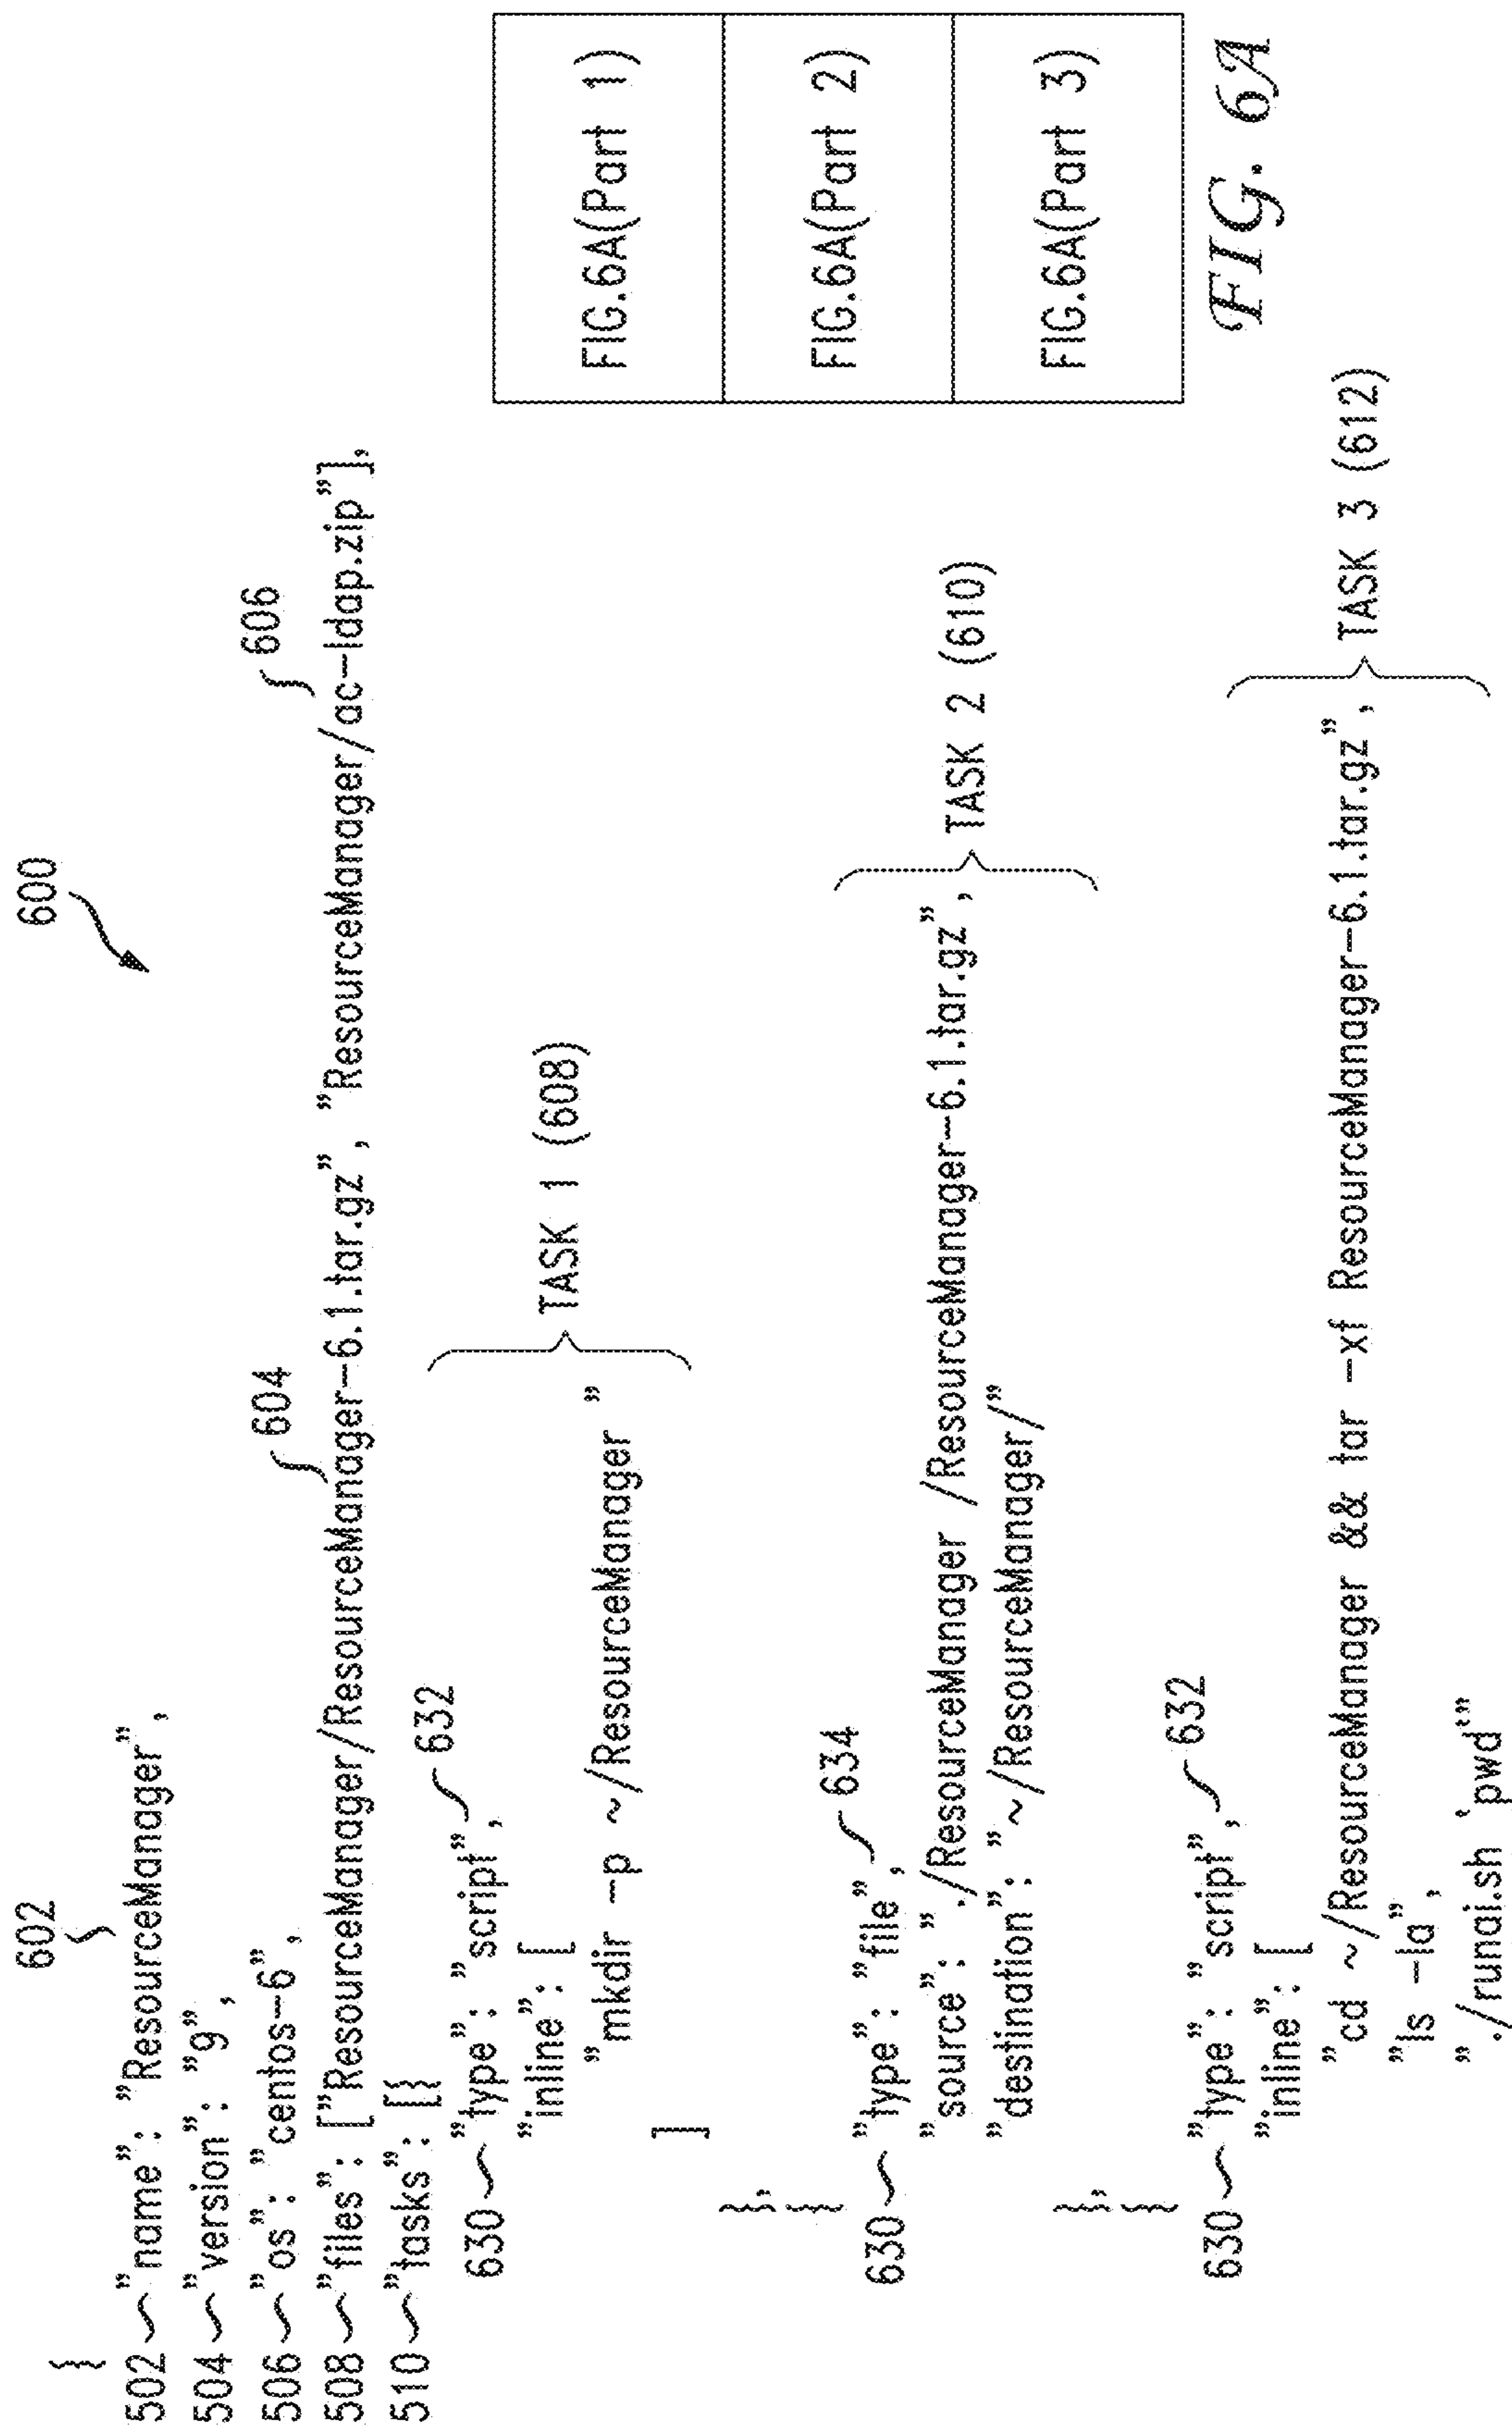 600
}
602
502 "name": "ResourceManager",
504 "version": "9",
506 "os": "centos-6",
604
606
508 "files": ["ResourceManager/ResourceManager-6.1.tar.gz", "ResourceManager/ac-ldap.zip"],
510 "tasks": [}
630 "type": "script", 632
"inline": [
"mkdir -p ~/ResourceManager "
]
TASK 1 (608)
},
{
630 "type": "file", 634
"source": "./ResourceManager /ResourceManager-6.1.tar.gz",
"destination": "~/ResourceManager/"
TASK 2 (610)
},
{
630 "type": "script", 632
"inline": [
"cd ~/ResourceManager && tar -xf ResourceManager-6.1.tar.gz",
"ls -la",
"./runai.sh `pwd`"
TASK 3 (612)
FIG.6A(Part 1)
FIG.6A(Part 2)
FIG.6A(Part 3)
FIG. 6A